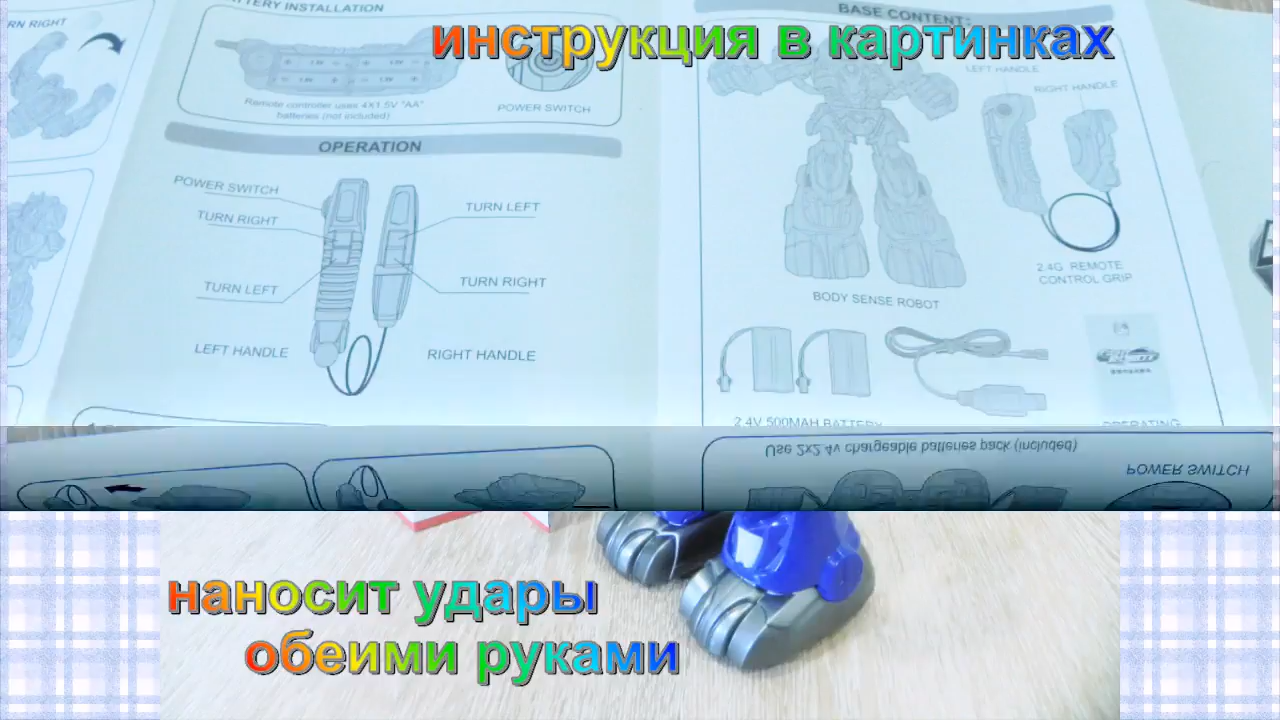 инструкция в картинках
BATTERY INSTALLATION
Remote controller uses 4X1.5V "AA"
batteries (not included)
POWER SWITCH
OPERATION
POWER SWITCH
TURN RIGHT
TURN LEFT
TURN LEFT
TURN RIGHT
LEFT HANDLE
RIGHT HANDLE
TURN RIGHT
BASE CONTENT:
LEFT HANDLE
RIGHT HANDLE
2.4G REMOTE
CONTROL GRIP
BODY SENSE ROBOT
2.4V 500MAH BATTERY
OPERATING
Use 2x2.4v chargeable batteries pack (included)
POWER SWITCH
наносит удары
обеими руками